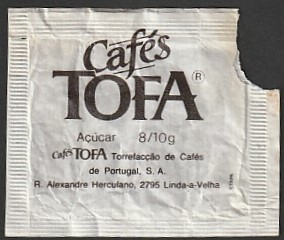 Cafés
TOFA®
Açúcar 8/10g
Cafés TOFA Torrefacção de Cafés
de Portugal, S. A.
R. Alexandre Herculano, 2795 Linda-a-Velha